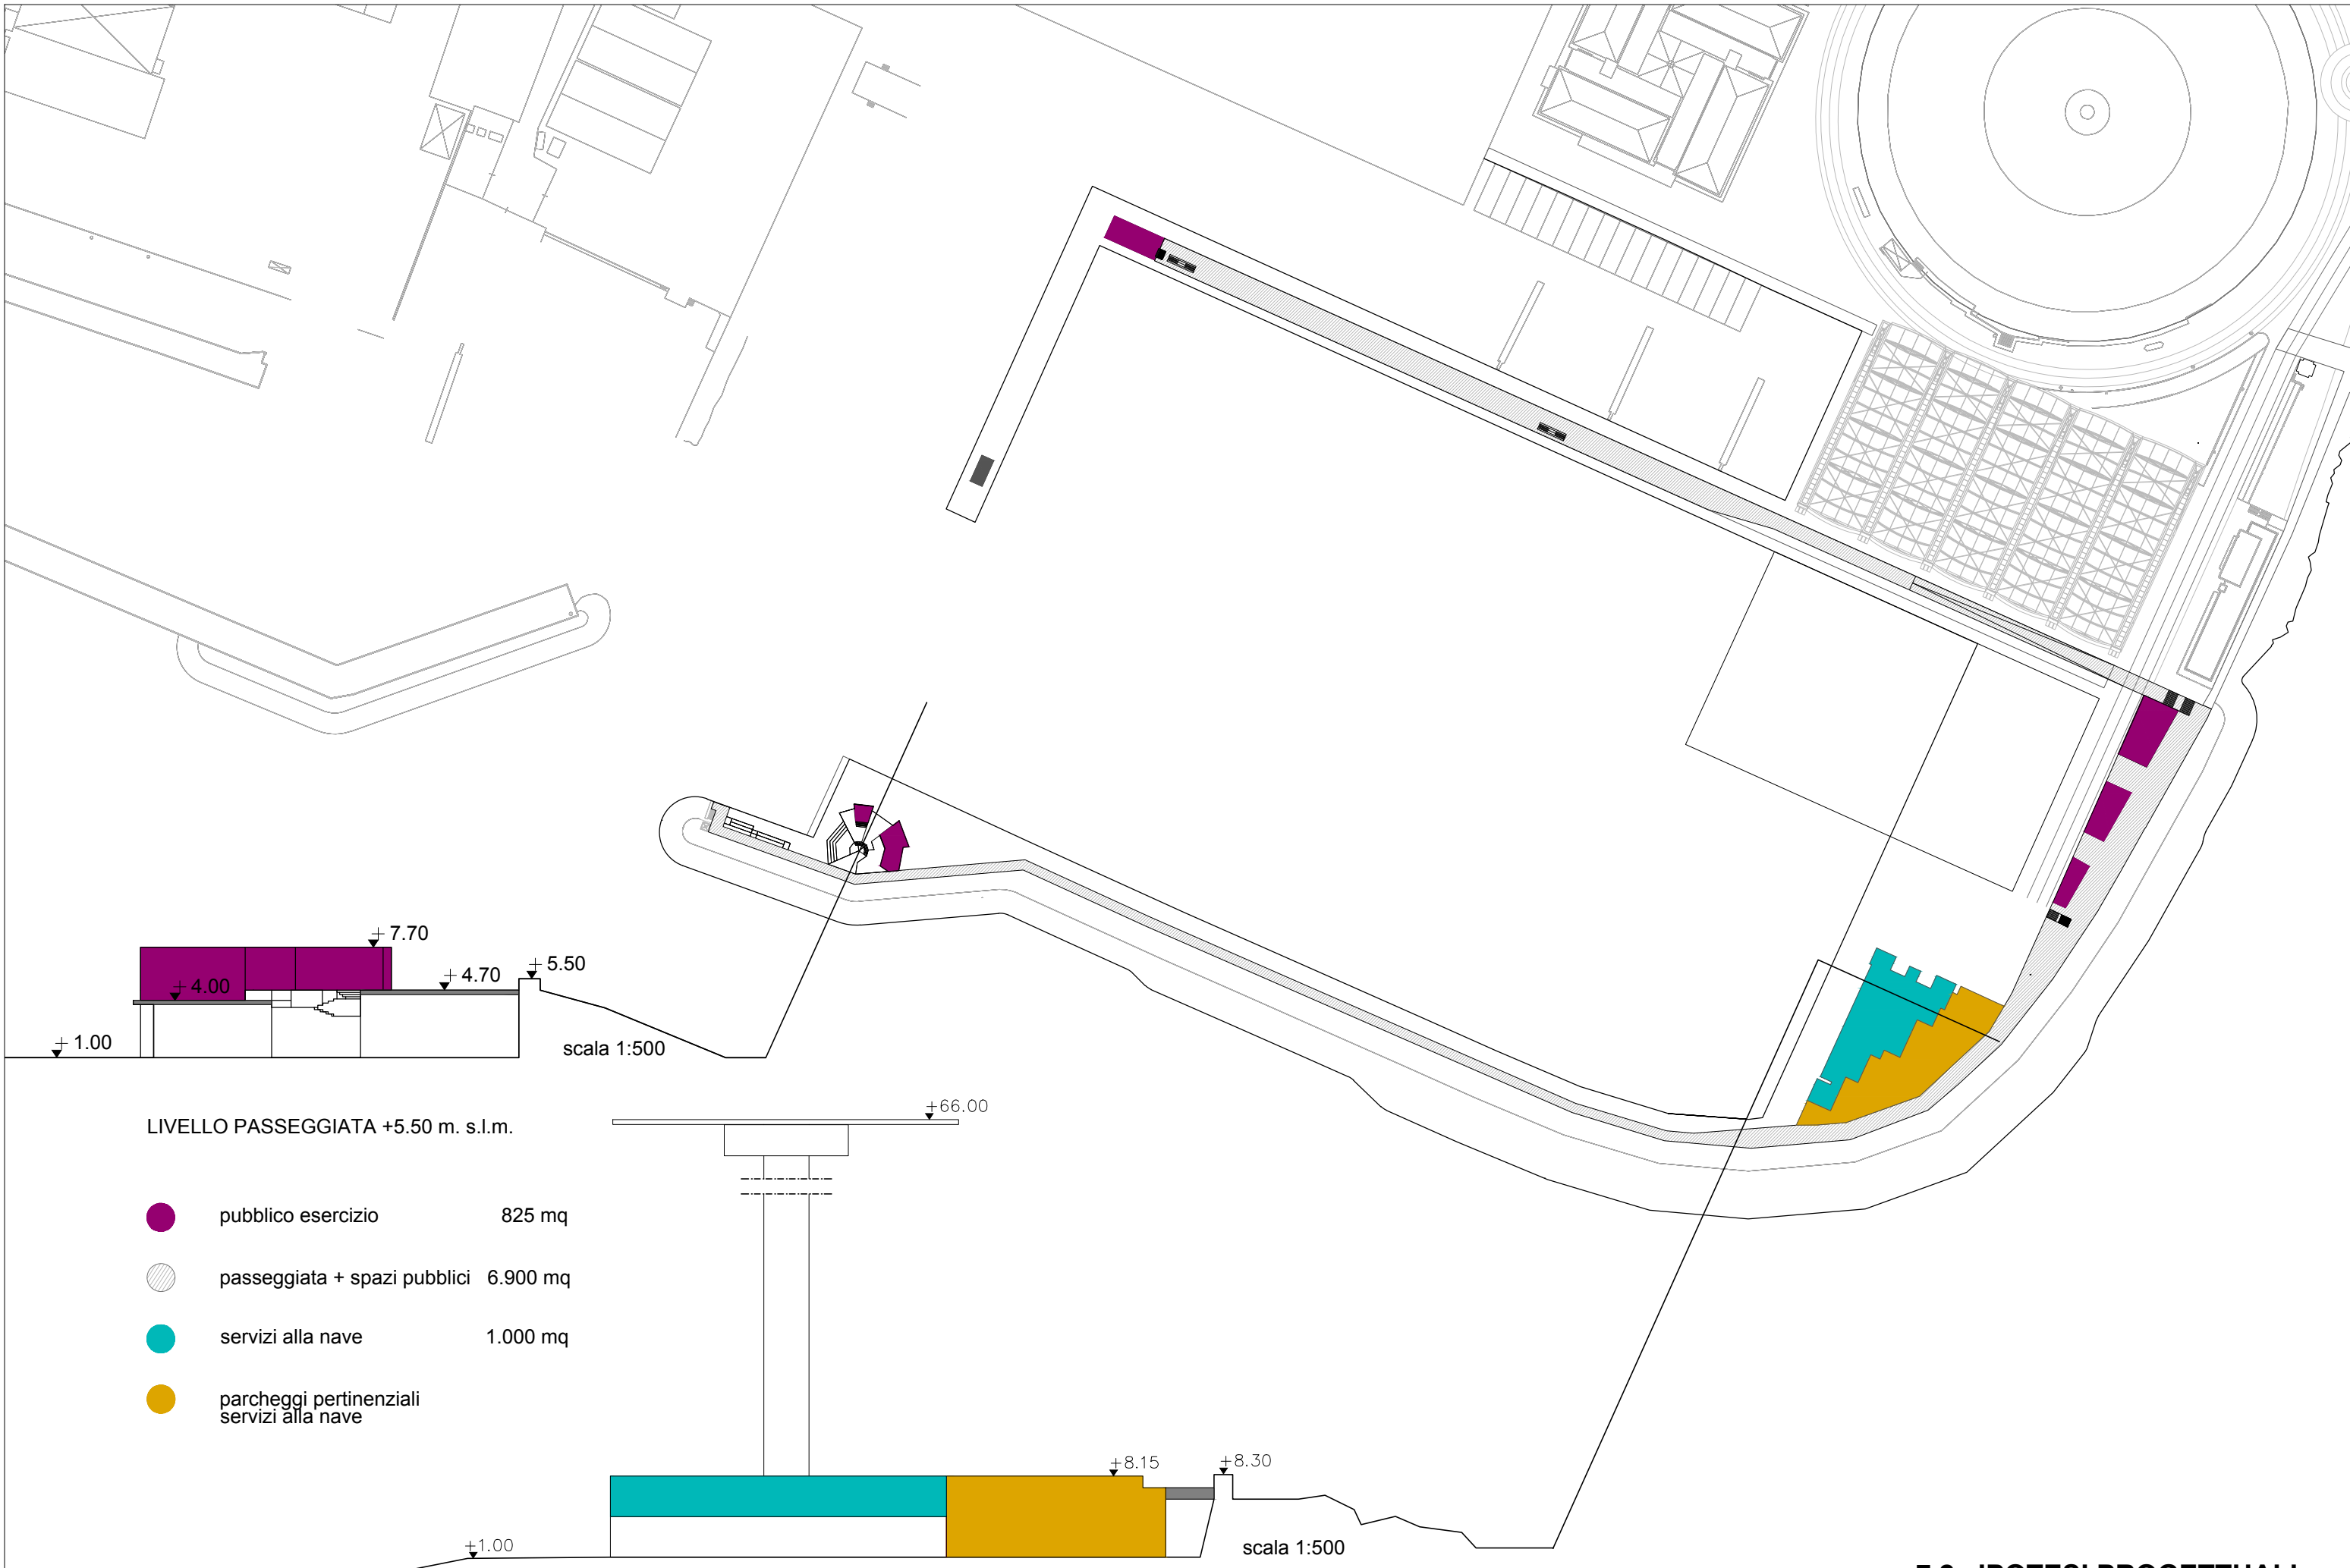 + 7.70
+ 5.50
+ 4.70
+ 4.00
+ 1.00
scala 1:500
LIVELLO PASSEGGIATA +5.50 m. s.l.m.
+66.00
pubblico esercizio 825 mq
passeggiata + spazi pubblici 6.900 mq
servizi alla nave 1.000 mq
parcheggi pertinenziali
servizi alla nave
+8.15
+8.30
+1.00
scala 1:500